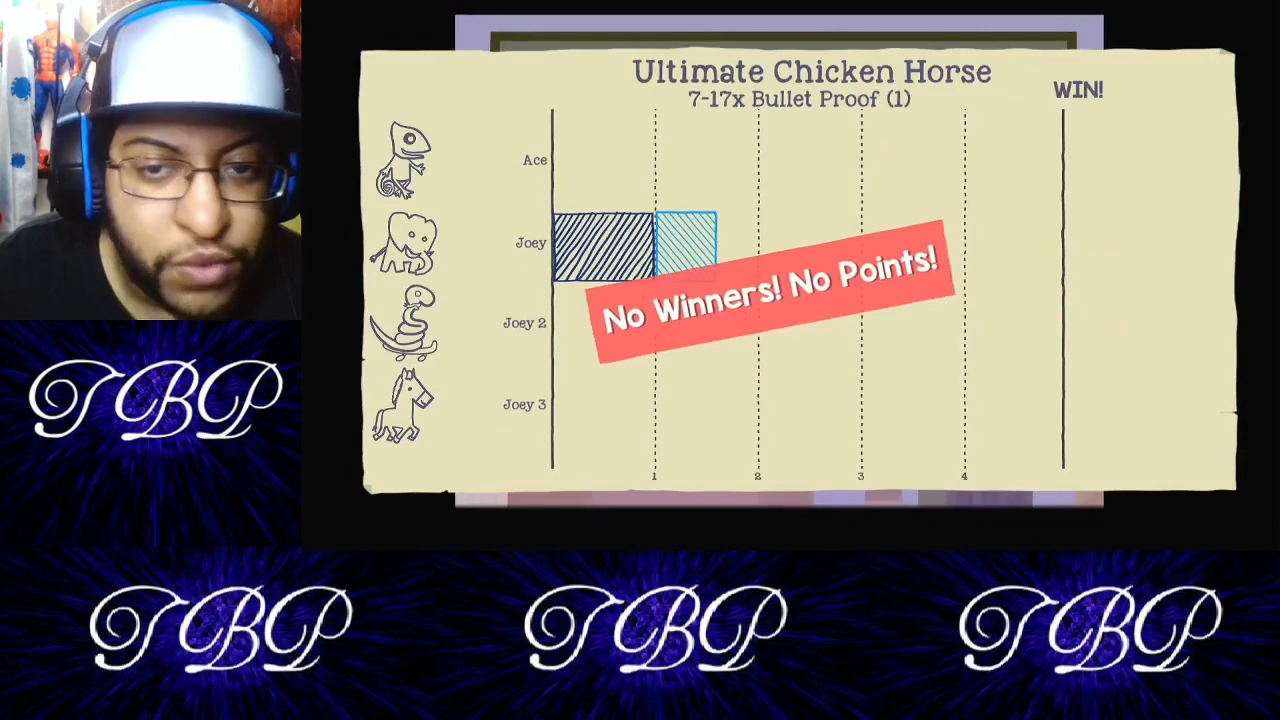 Ultimate Chicken Horse
WIN!
7-17x Bullet Proof (1)
Ace
Joey
No Winners! No Points!
Joey 2
Joey 3
1 2 3 4
TBP
TBP TBP TBP